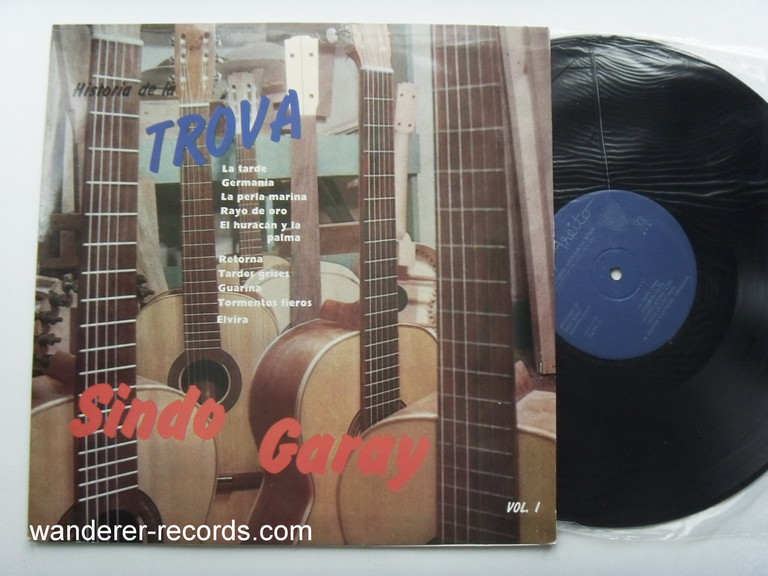 Historia de la
TROVA
La tarde
Germania
La perla marina
Rayo de oro
El huracán y la
palma
Retorna
Tardes grises
Guarina
Tormentos fieros
Elvira
Sindo Garay
VOL. I
Areito
wanderer-records.com